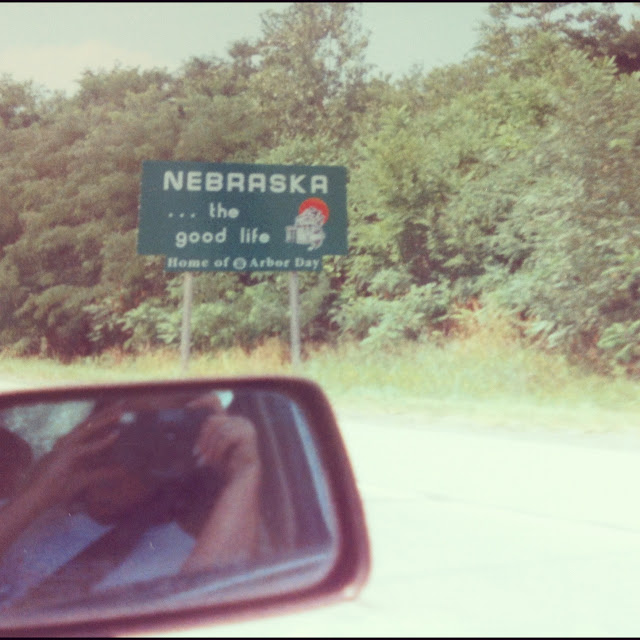 NEBRASKA
... the
good life
Home of Arbor Day